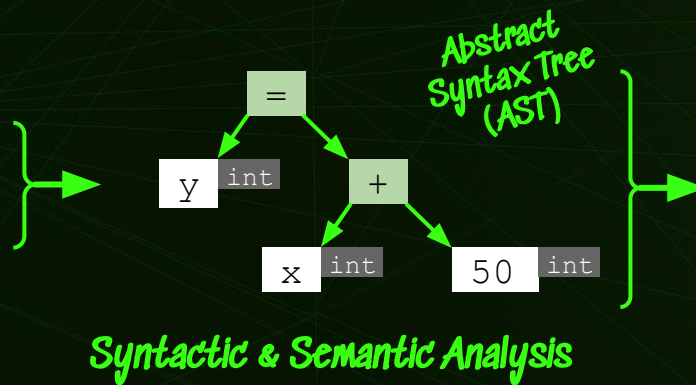 Abstract
Syntax Tree
(AST)
=
y int
+
x int
50 int
Syntactic & Semantic Analysis